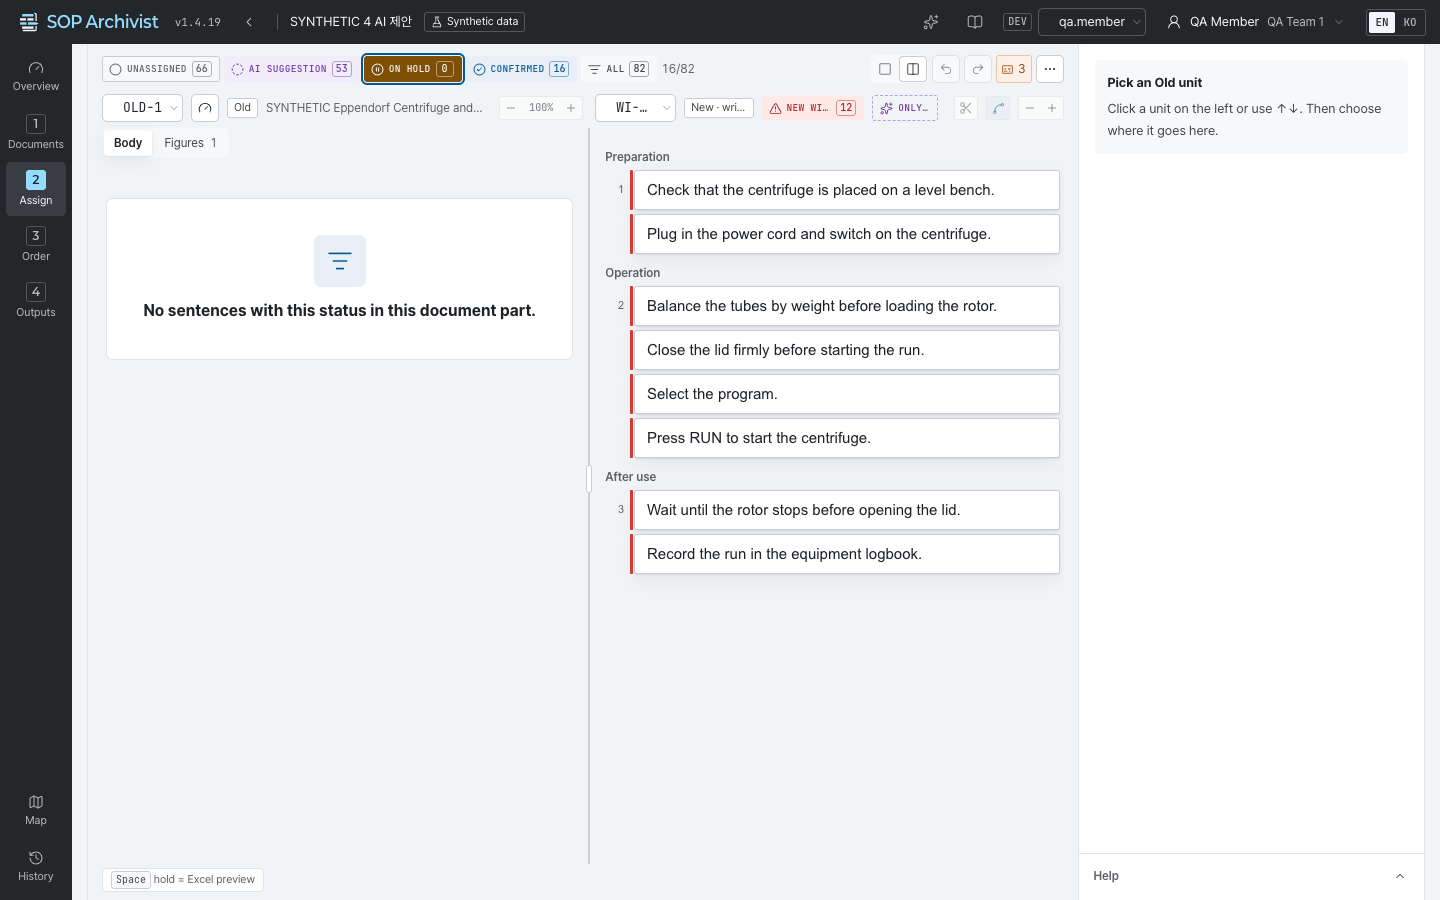 SOP Archivist v1.4.19 SYNTHETIC 4 AI 제안 Synthetic data DEV qa.member QA Member QA Team 1 EN KO
Overview
1
Documents
2
Assign
3
Order
4
Outputs
Map
History
UNASSIGNED 66 AI SUGGESTION 53 ON HOLD 0 CONFIRMED 16 ALL 82 16/82 3
OLD-1 Old SYNTHETIC Eppendorf Centrifuge and... 100% WI-... New · wri... NEW WI... 12 ONLY...
Body Figures 1
No sentences with this status in this document part.
Space hold = Excel preview
Preparation
1 Check that the centrifuge is placed on a level bench.
Plug in the power cord and switch on the centrifuge.
Operation
2 Balance the tubes by weight before loading the rotor.
Close the lid firmly before starting the run.
Select the program.
Press RUN to start the centrifuge.
After use
3 Wait until the rotor stops before opening the lid.
Record the run in the equipment logbook.
Pick an Old unit
Click a unit on the left or use ↑↓. Then choose
where it goes here.
Help